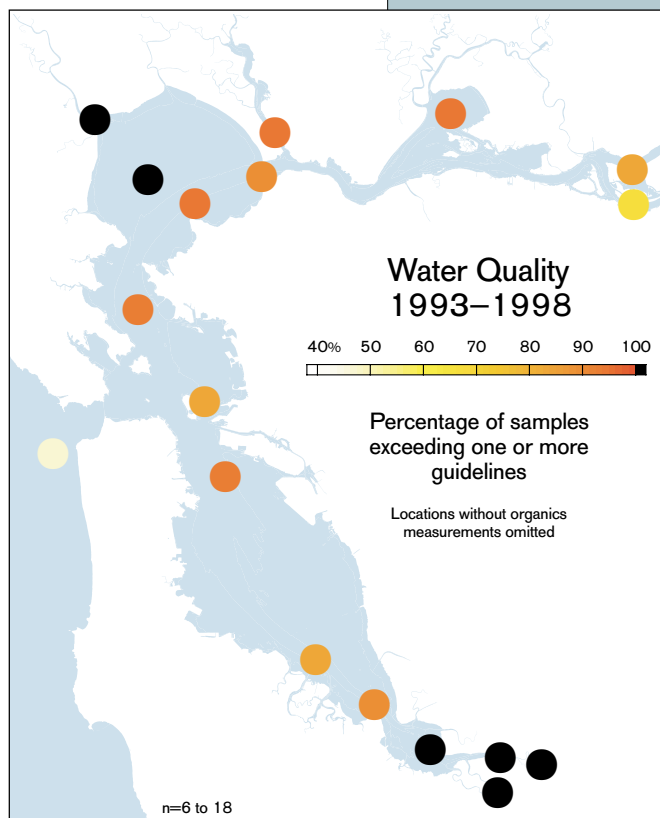 Water Quality
1993–1998
40% 50 60 70 80 90 100
Percentage of samples
exceeding one or more
guidelines
Locations without organics
measurements omitted
n=6 to 18